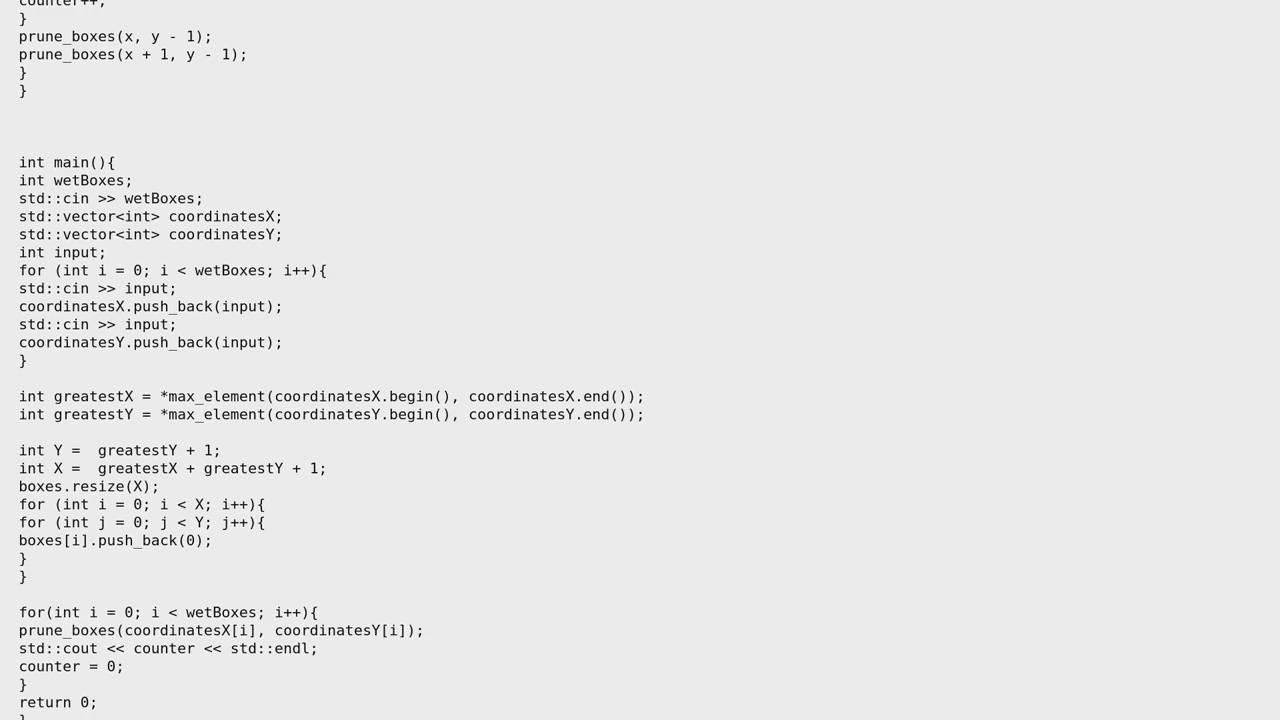 counter++;
}
prune_boxes(x, y - 1);
prune_boxes(x + 1, y - 1);
}
}
int main(){
int wetBoxes;
std::cin >> wetBoxes;
std::vector<int> coordinatesX;
std::vector<int> coordinatesY;
int input;
for (int i = 0; i < wetBoxes; i++){
std::cin >> input;
coordinatesX.push_back(input);
std::cin >> input;
coordinatesY.push_back(input);
}
int greatestX = *max_element(coordinatesX.begin(), coordinatesX.end());
int greatestY = *max_element(coordinatesY.begin(), coordinatesY.end());
int Y =  greatestY + 1;
int X =  greatestX + greatestY + 1;
boxes.resize(X);
for (int i = 0; i < X; i++){
for (int j = 0; j < Y; j++){
boxes[i].push_back(0);
}
}
for(int i = 0; i < wetBoxes; i++){
prune_boxes(coordinatesX[i], coordinatesY[i]);
std::cout << counter << std::endl;
counter = 0;
}
return 0;
}